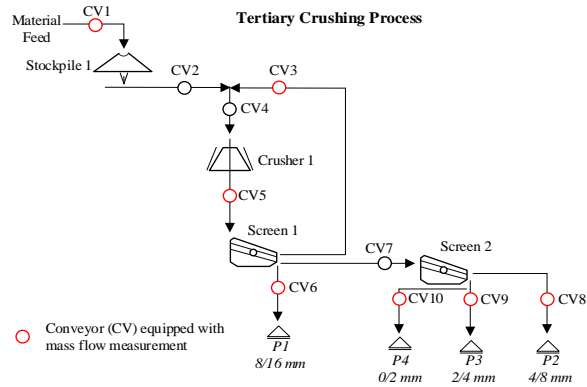 Tertiary Crushing Process
Material
Feed
CV1
Stockpile 1
CV2
CV3
CV4
Crusher 1
CV5
Screen 1
CV7
Screen 2
CV6
CV10
CV9
CV8
P1
8/16 mm
P4
0/2 mm
P3
2/4 mm
P2
4/8 mm
Conveyor (CV) equipped with
mass flow measurement